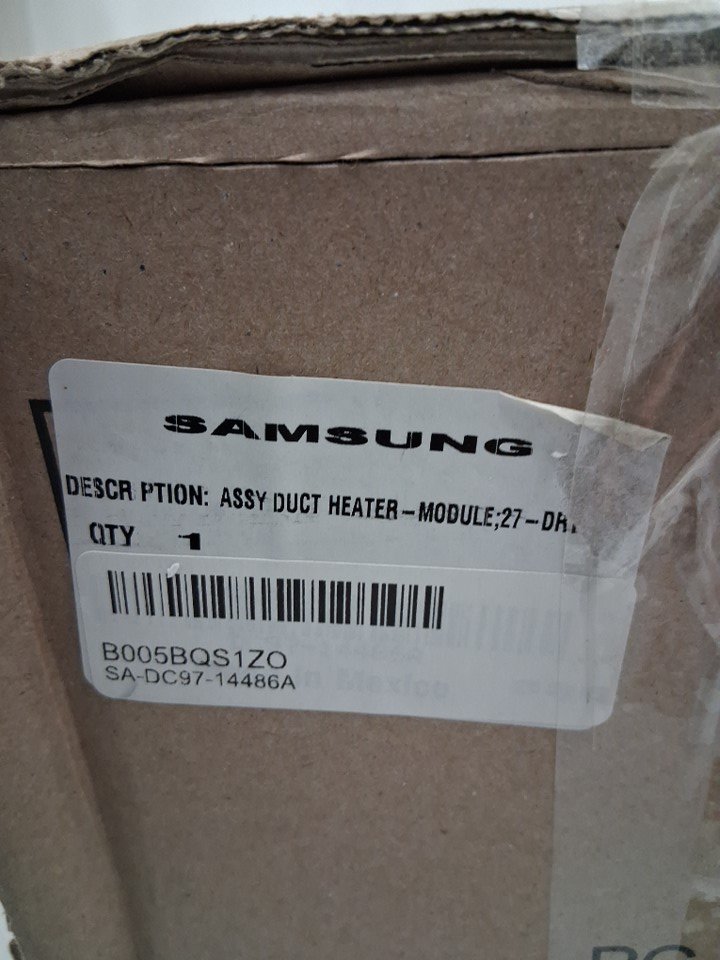 SAMSUNG
DESCR PTION: ASSY DUCT HEATER-MODULE;27-DR
QTY 1
B005BQS1ZO
SA-DC97-14486A